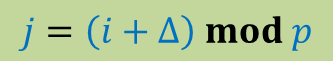 j = (i + Δ) mod p